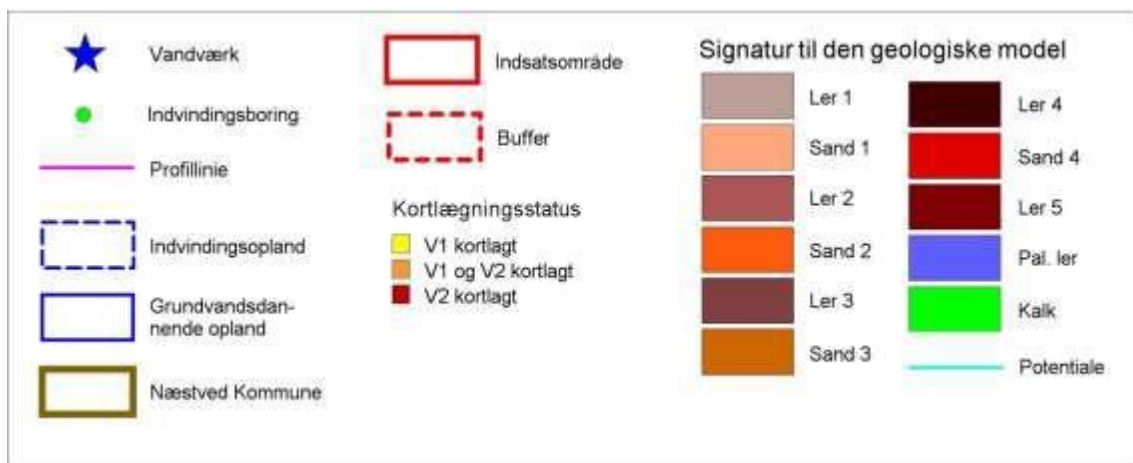 Vandværk
Indvindingsboring
Profillinie
Indvindingsopland
Grundvandsdan-
nende opland
Næstved Kommune
Indsatsområde
Buffer
Kortlægningsstatus
V1 kortlagt
V1 og V2 kortlagt
V2 kortlagt
Signatur til den geologiske model
Ler 1
Sand 1
Ler 2
Sand 2
Ler 3
Sand 3
Ler 4
Sand 4
Ler 5
Pal. ler
Kalk
Potentiale